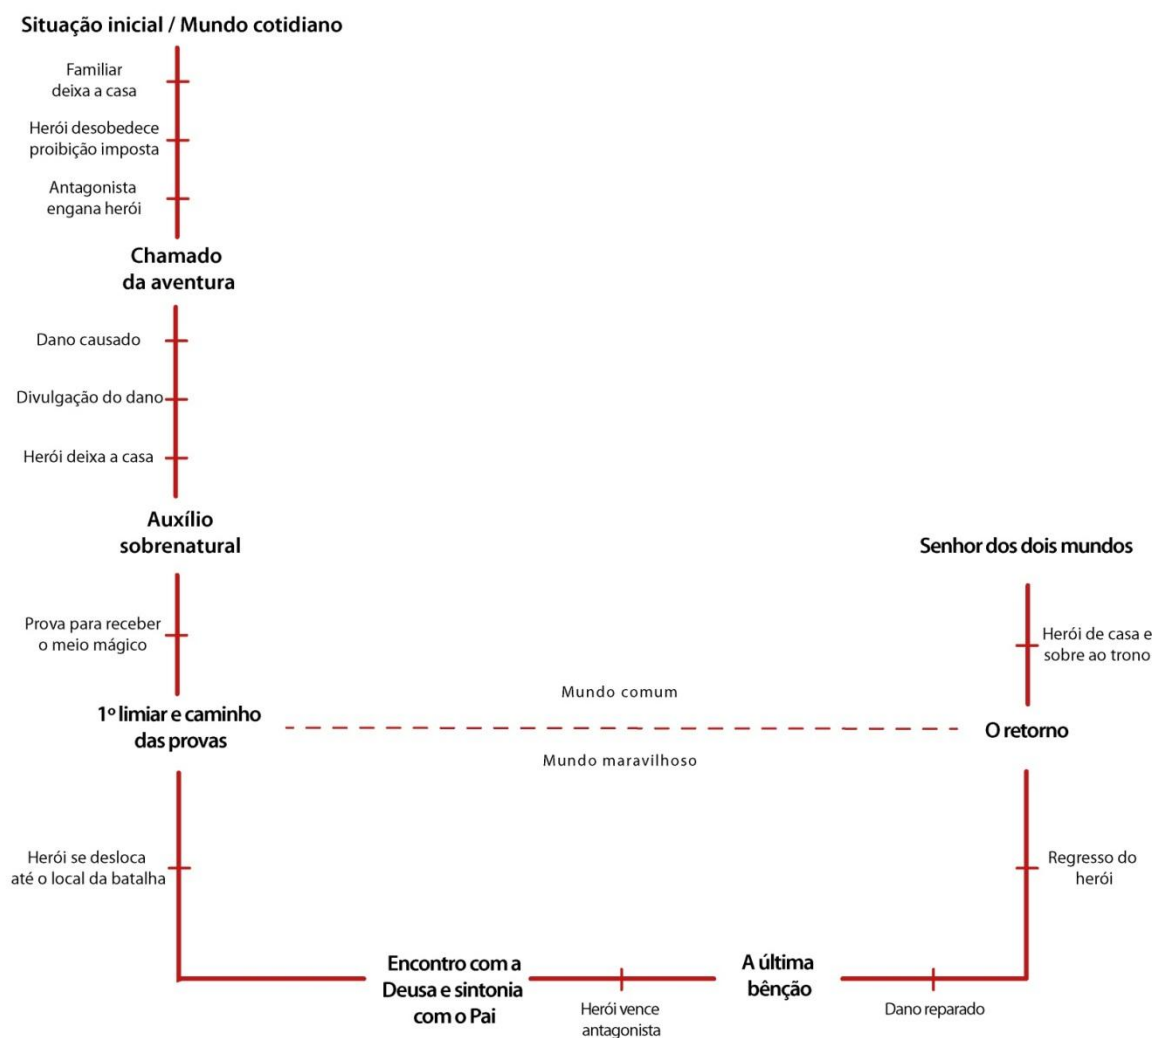 Situação inicial / Mundo cotidiano
Familiar
deixa a casa
Herói desobedece
proibição imposta
Antagonista
engana herói
Chamado
da aventura
Dano causado
Divulgação do dano
Herói deixa a casa
Auxílio
sobrenatural
Prova para receber
o meio mágico
1º limiar e caminho
das provas
Mundo comum
Mundo maravilhoso
Herói se desloca
até o local da batalha
Encontro com a
Deusa e sintonia
com o Pai
Herói vence
antagonista
A última
bênção
Dano reparado
Regresso do
herói
O retorno
Herói de casa e
sobre ao trono
Senhor dos dois mundos